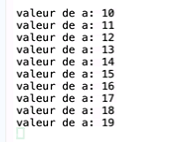 valeur de a: 10
valeur de a: 11
valeur de a: 12
valeur de a: 13
valeur de a: 14
valeur de a: 15
valeur de a: 16
valeur de a: 17
valeur de a: 18
valeur de a: 19